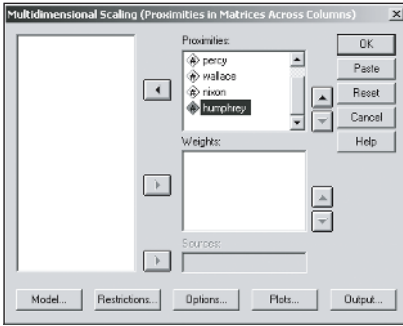 Multidimensional Scaling (Proximities in Matrices Across Columns)
Proximities:
percy
wallace
nixon
humphrey
Weights:
Sources:
OK
Paste
Reset
Cancel
Help
Model...
Restrictions...
Options...
Plots...
Output...